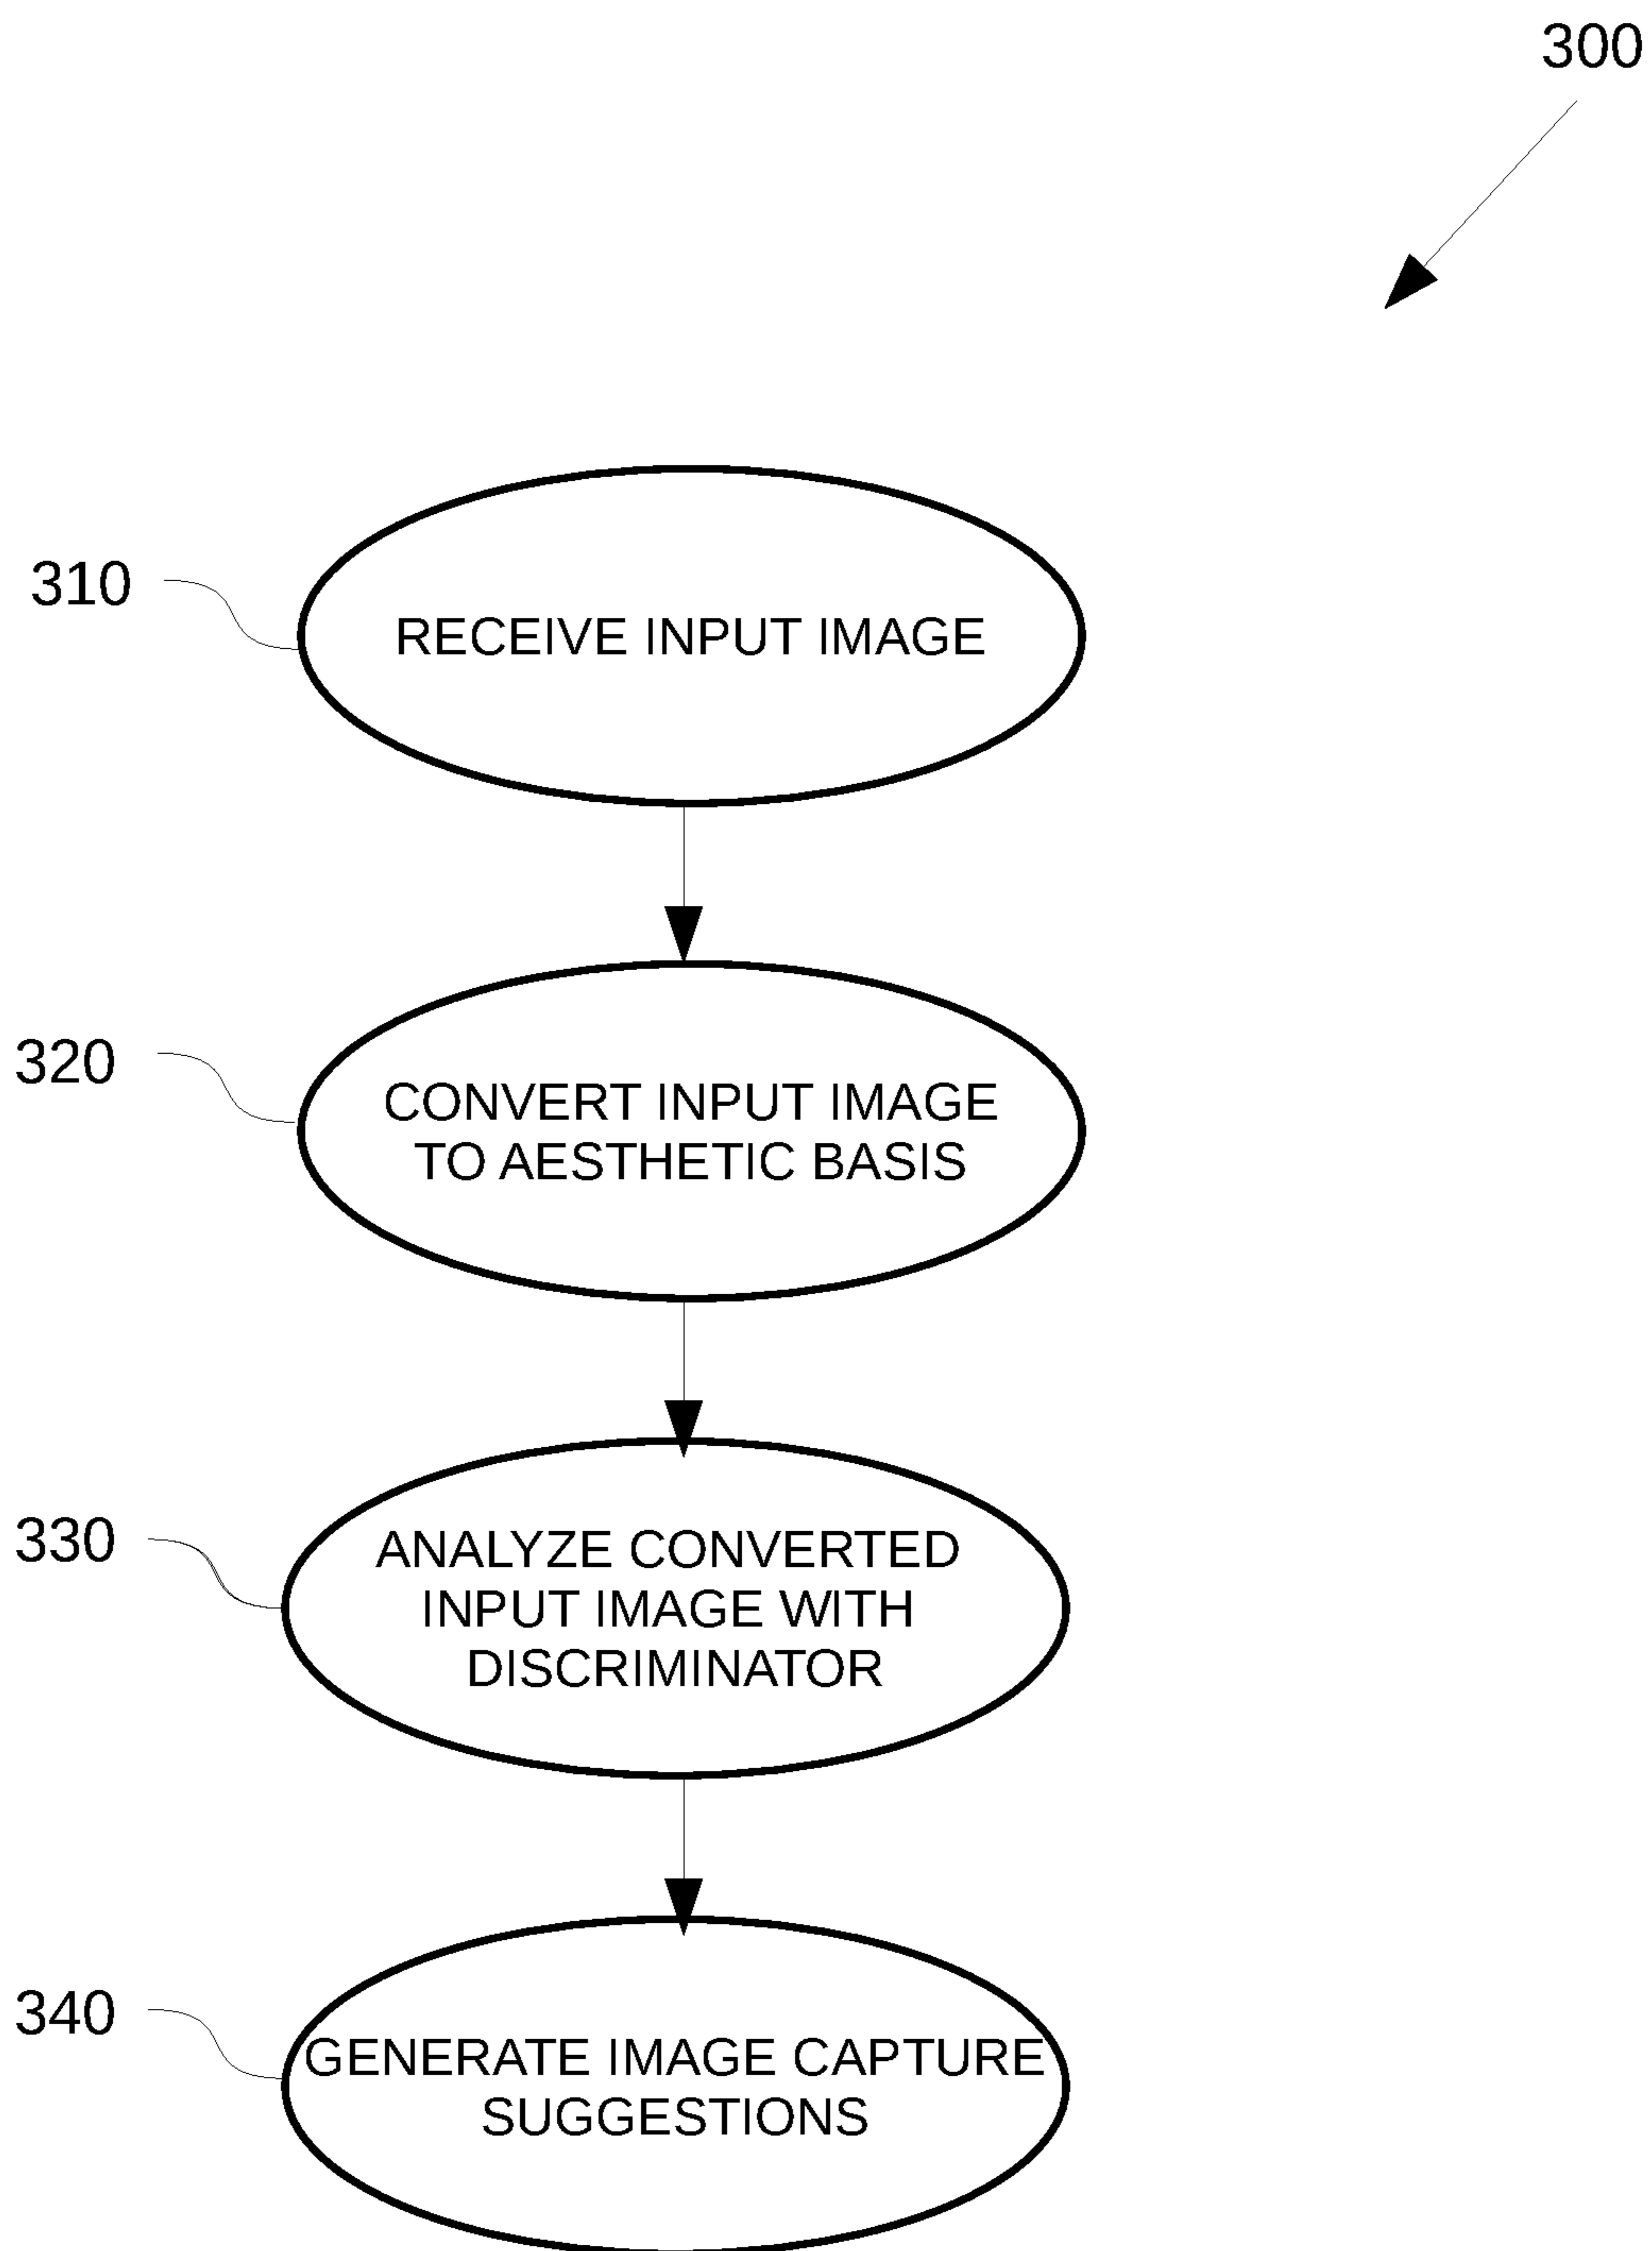 300
310
RECEIVE INPUT IMAGE
320
CONVERT INPUT IMAGE
TO AESTHETIC BASIS
330
ANALYZE CONVERTED
INPUT IMAGE WITH
DISCRIMINATOR
340
GENERATE IMAGE CAPTURE
SUGGESTIONS